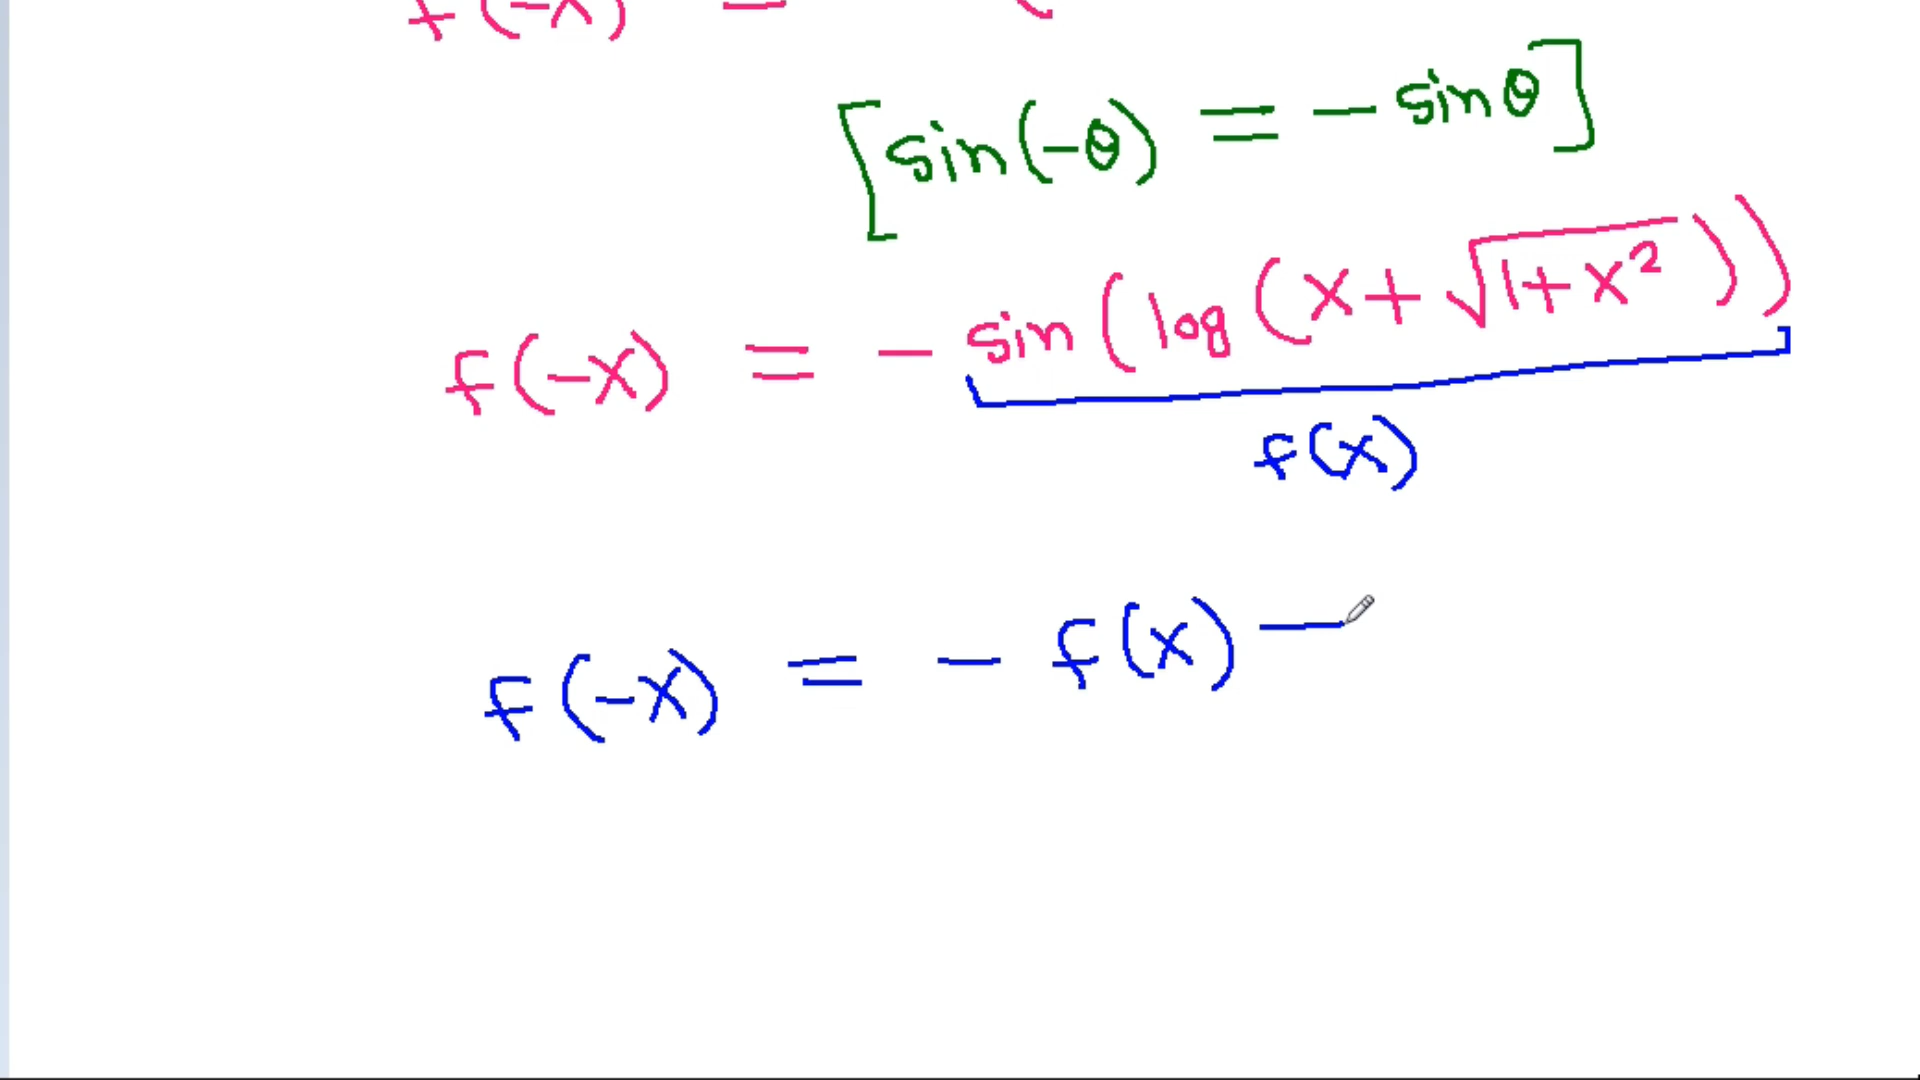 f(-x) =
[sin(-θ) = - sinθ]
f(-x) = - sin(log(x+√1+x²))
f(x)
f(-x) = - f(x) —